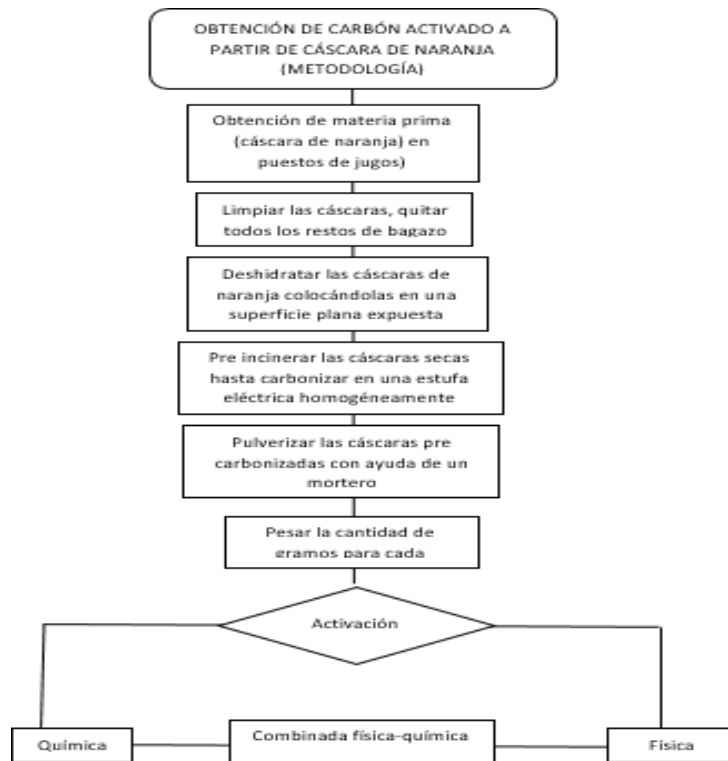 OBTENCIÓN DE CARBÓN ACTIVADO A
PARTIR DE CÁSCARA DE NARANJA
(METODOLOGÍA)
Obtención de materia prima
(cáscara de naranja) en
puestos de jugos)
Limpiar las cáscaras, quitar
todos los restos de bagazo
Deshidratar las cáscaras de
naranja colocándolas en una
superficie plana expuesta
Pre incinerar las cáscaras secas
hasta carbonizar en una estufa
eléctrica homogéneamente
Pulverizar las cáscaras pre
carbonizadas con ayuda de un
mortero
Pesar la cantidad de
gramos para cada
Activación
Química
Combinada física-química
Física